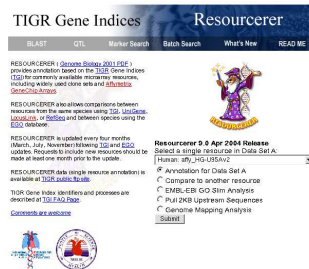 TIGR Gene Indices
Resourcerer
BLAST QTL Marker Search Batch Search What's New READ ME
RESOURCERER ( Genome Biology 2001 PDF )
provides annotation based on the TIGR Gene Indices
(TGI) for commonly available microarray resources,
including widely used clone sets and Affymetrix
GeneChip Arrays.
RESOURCERER also allows comparisons between
resources from the same species using TGI, UniGene,
LocusLink, or RefSeq and between species using the
EGO database.
RESOURCERER is updated every four months
(March, July, November) following TGI and EGO
updates. Requests to include new resources should be
made at least one month prior to the update.
RESOURCERER data (single resource annotation) is
available at TIGR public ftp site.
TIGR Gene Index identifiers and processes are
described at TGI FAQ Page.
Comments are welcome
RESOURCERER
Resourcerer 9.0 Apr 2004 Release
Select a single resource in Data Set A:
Human: affy_HG-U95Av2
Annotation for Data Set A
Compare to another resource
EMBL-EBI GO Slim Analysis
Pull 2KB Upstream Sequences
Genome Mapping Analysis
Submit